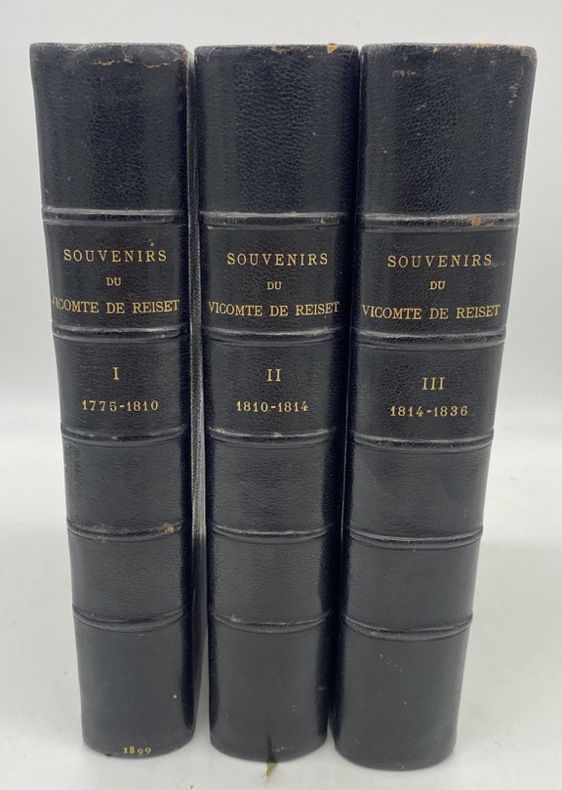 SOUVENIRS
DU
VICOMTE DE REISET
I
1775-1810
1899
SOUVENIRS
DU
VICOMTE DE REISET
II
1810-1814
SOUVENIRS
DU
VICOMTE DE REISET
III
1814-1836